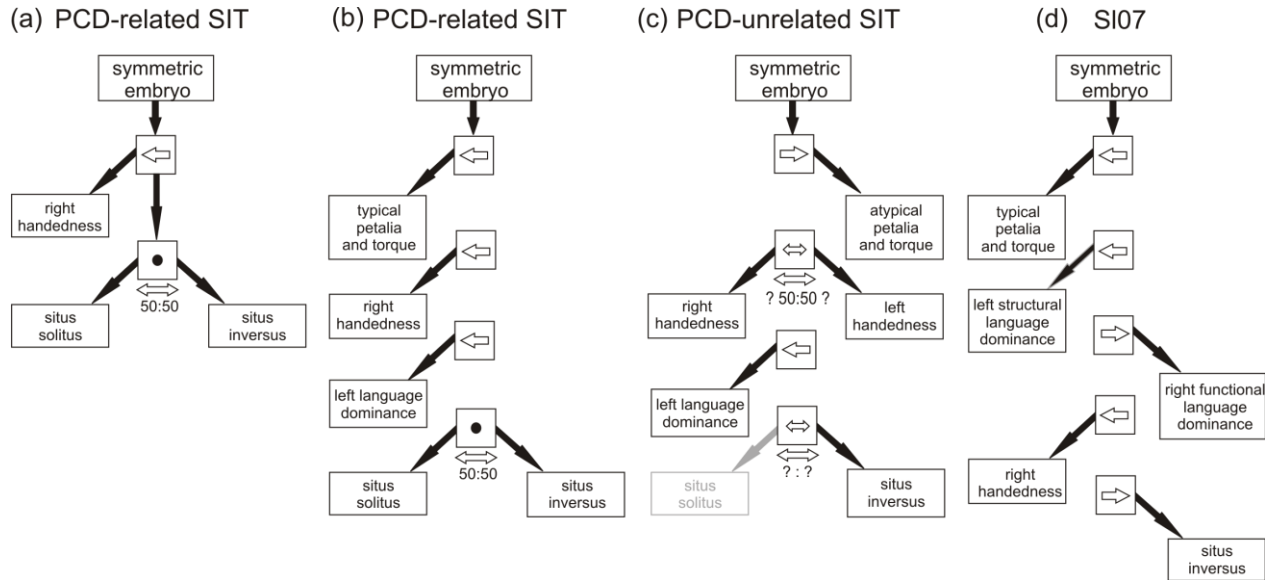 (a) PCD-related SIT
symmetric
embryo
right
handedness
50:50
situs
solitus
situs
inversus
(b) PCD-related SIT
symmetric
embryo
typical
petalia
and torque
right
handedness
left language
dominance
50:50
situs
solitus
situs
inversus
(c) PCD-unrelated SIT
symmetric
embryo
atypical
petalia
and torque
? 50:50 ?
right
handedness
left
handedness
left language
dominance
? : ?
situs
solitus
situs
inversus
(d) SI07
symmetric
embryo
typical
petalia
and torque
left structural
language
dominance
right functional
language
dominance
right
handedness
situs
inversus